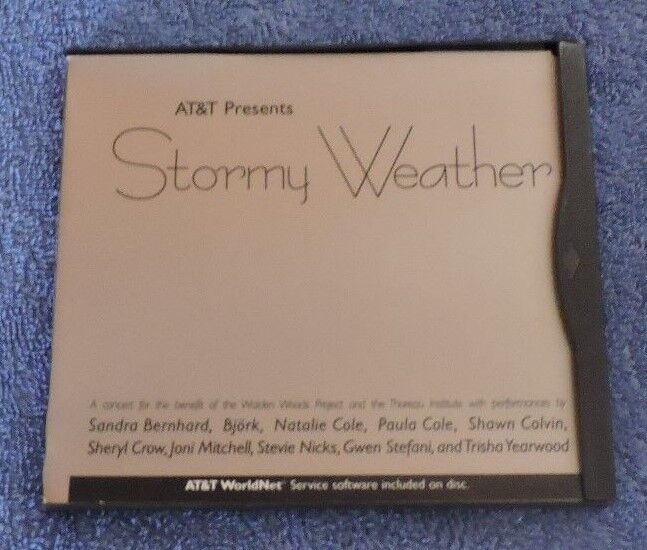 AT&T Presents
Stormy Weather
A concert for the benefit of the Walden Woods Project and the Thoreau Institute with performances by
Sandra Bernhard, Björk, Natalie Cole, Paula Cole, Shawn Colvin,
Sheryl Crow, Joni Mitchell, Stevie Nicks, Gwen Stefani, and Trisha Yearwood
AT&T WorldNet℠ Service software included on disc.